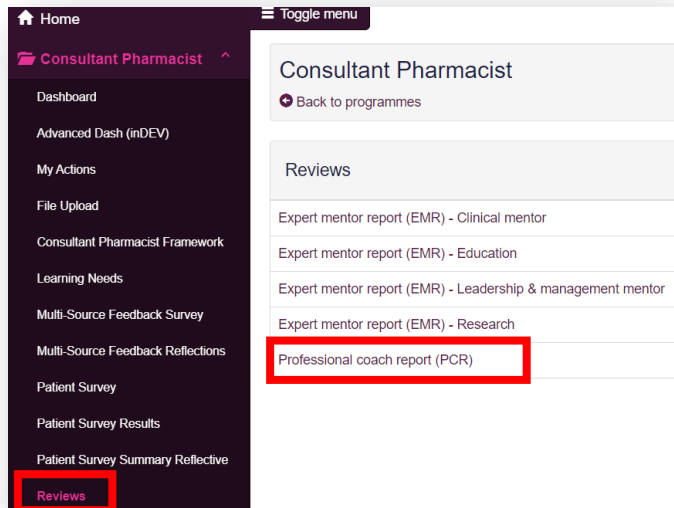 Home
Consultant Pharmacist
Dashboard
Advanced Dash (inDEV)
My Actions
File Upload
Consultant Pharmacist Framework
Learning Needs
Multi-Source Feedback Survey
Multi-Source Feedback Reflections
Patient Survey
Patient Survey Results
Patient Survey Summary Reflective
Reviews
Toggle menu
Consultant Pharmacist
Back to programmes
Reviews
Expert mentor report (EMR) - Clinical mentor
Expert mentor report (EMR) - Education
Expert mentor report (EMR) - Leadership & management mentor
Expert mentor report (EMR) - Research
Professional coach report (PCR)